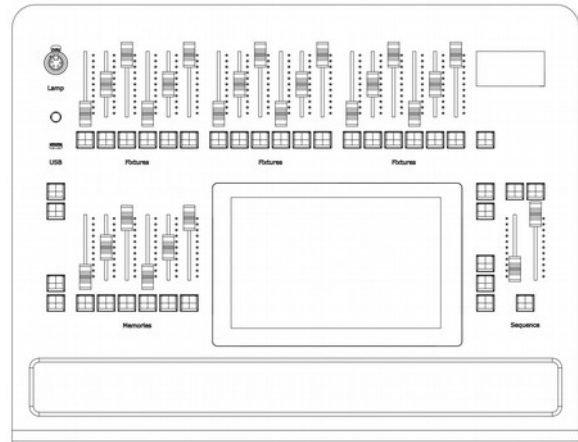 Lamp
USB
Fixtures
Fixtures
Fixtures
Memories
Sequence